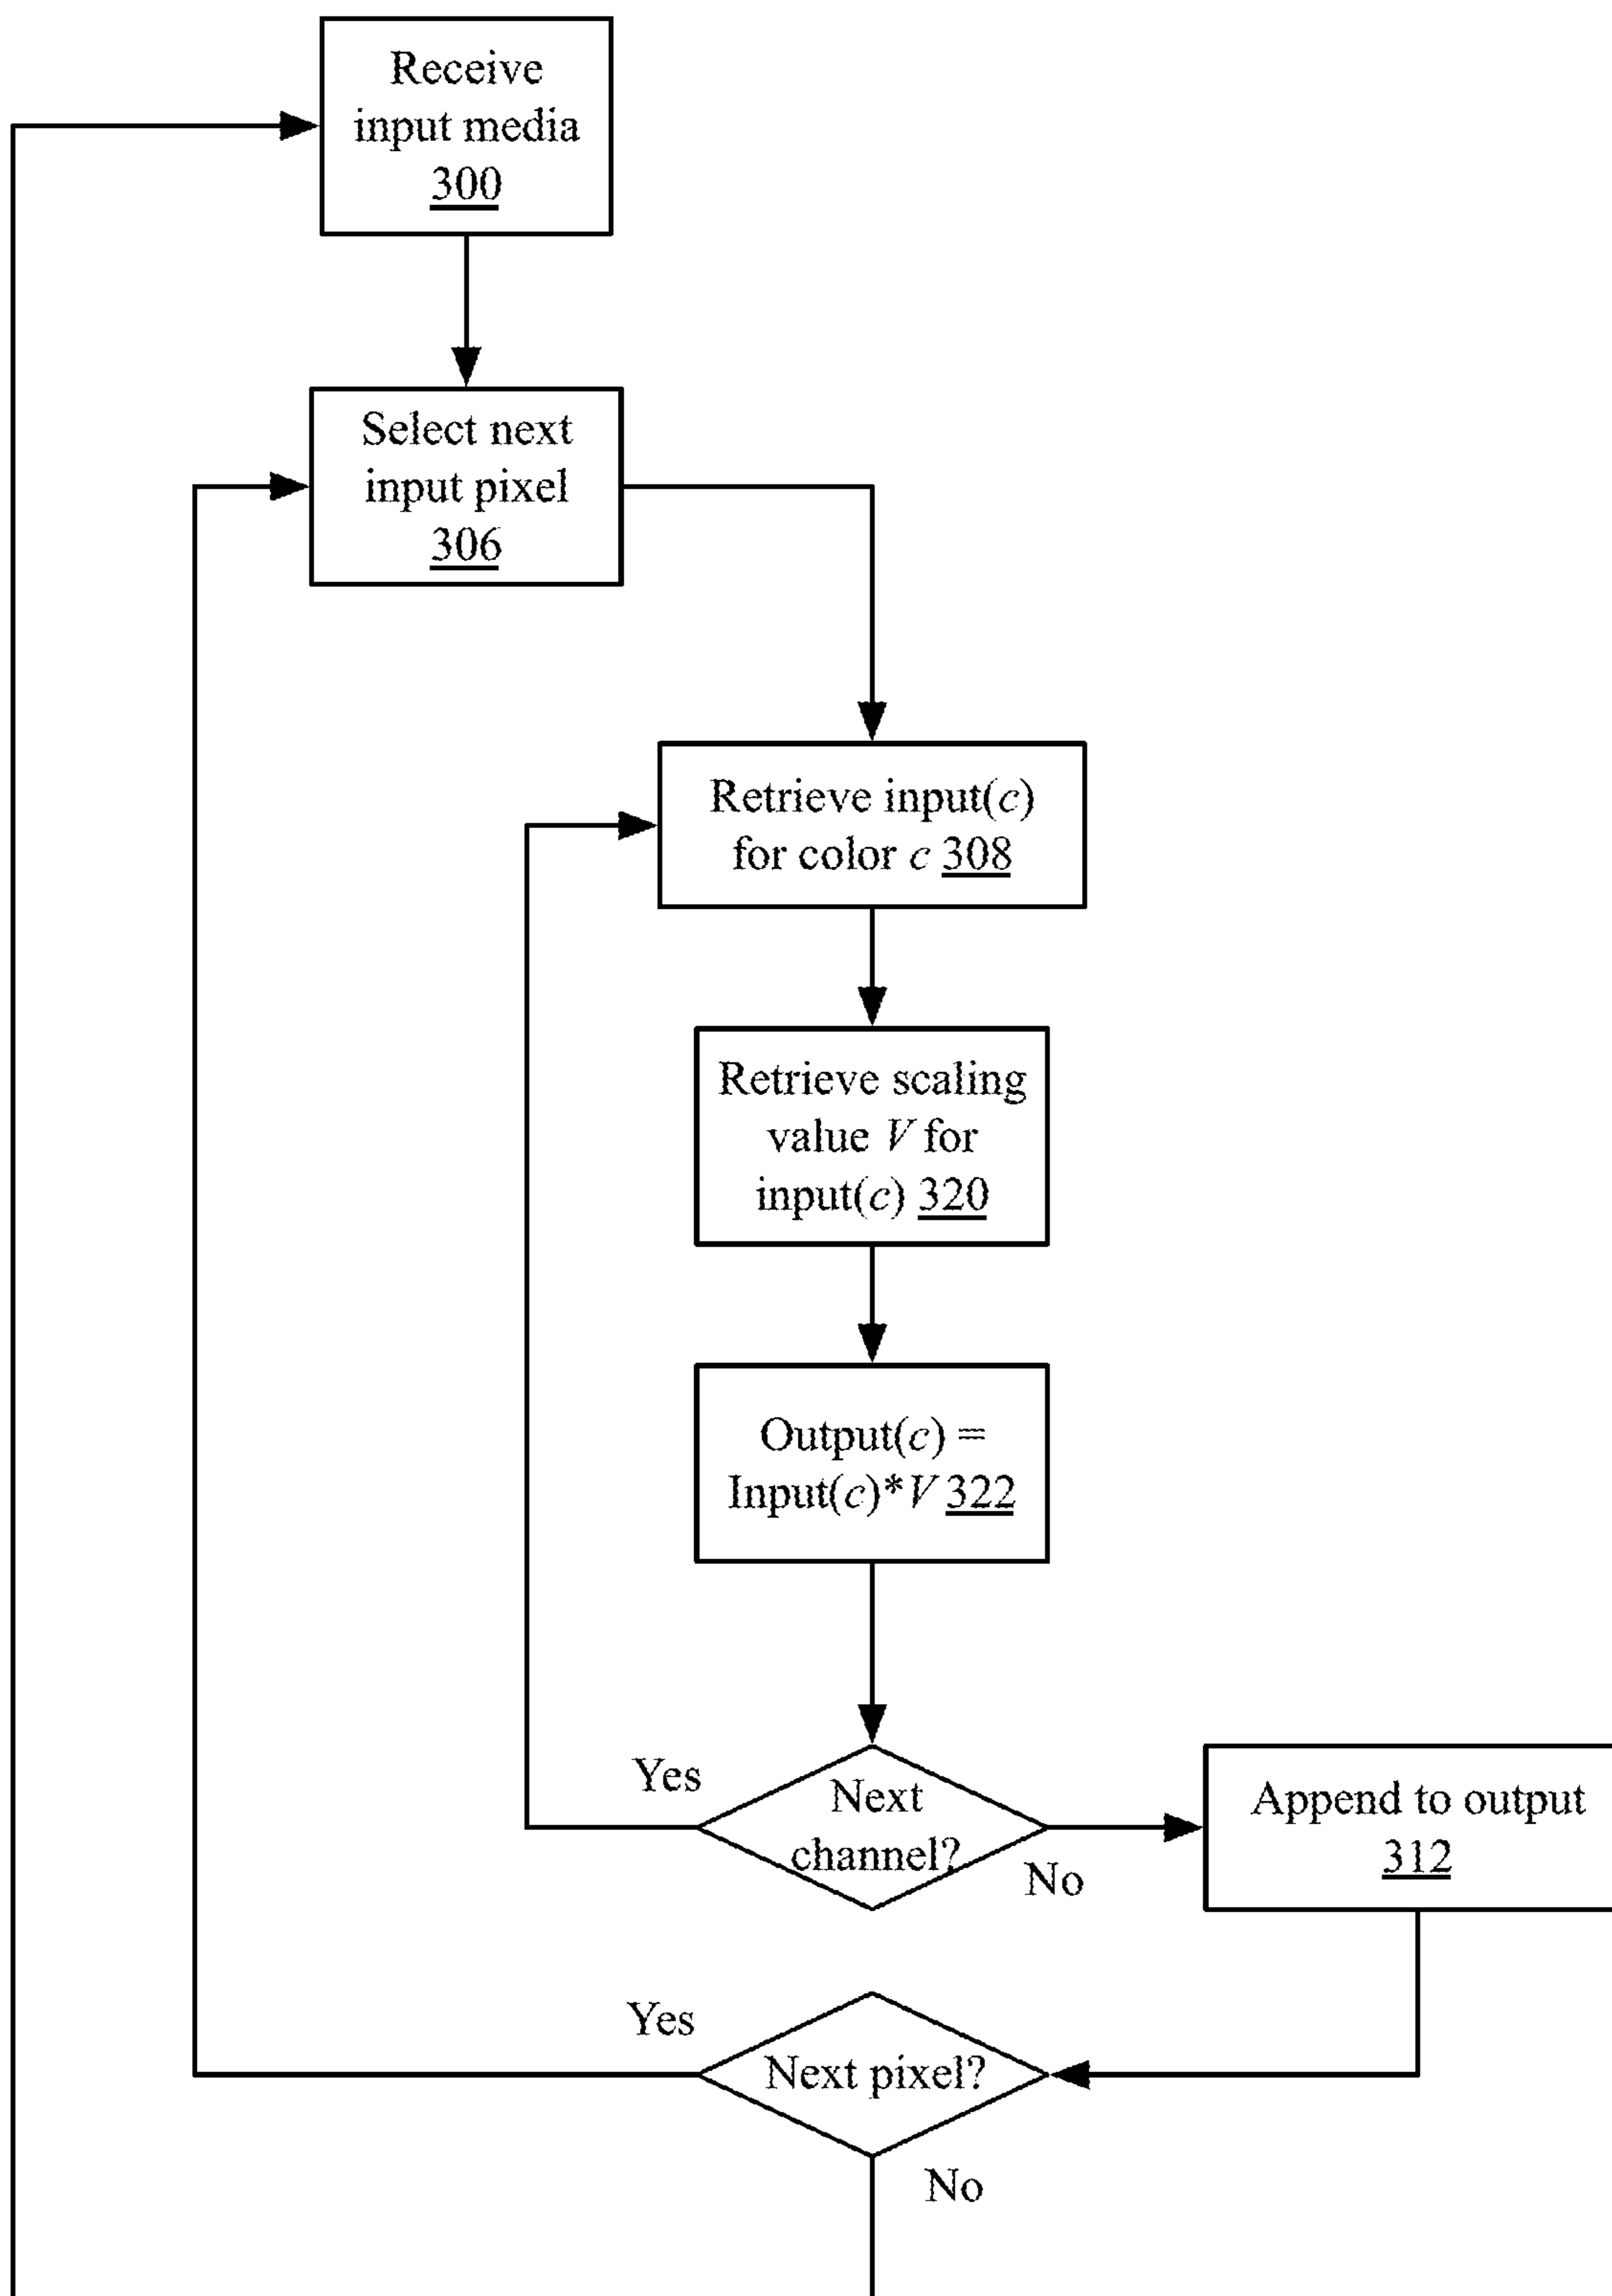 Receive
input media
300
Select next
input pixel
306
Retrieve input(c)
for color c 308
Retrieve scaling
value V for
input(c) 320
Output(c) =
Input(c)*V 322
Yes
Next
channel?
No
Append to output
312
Yes
Next pixel?
No